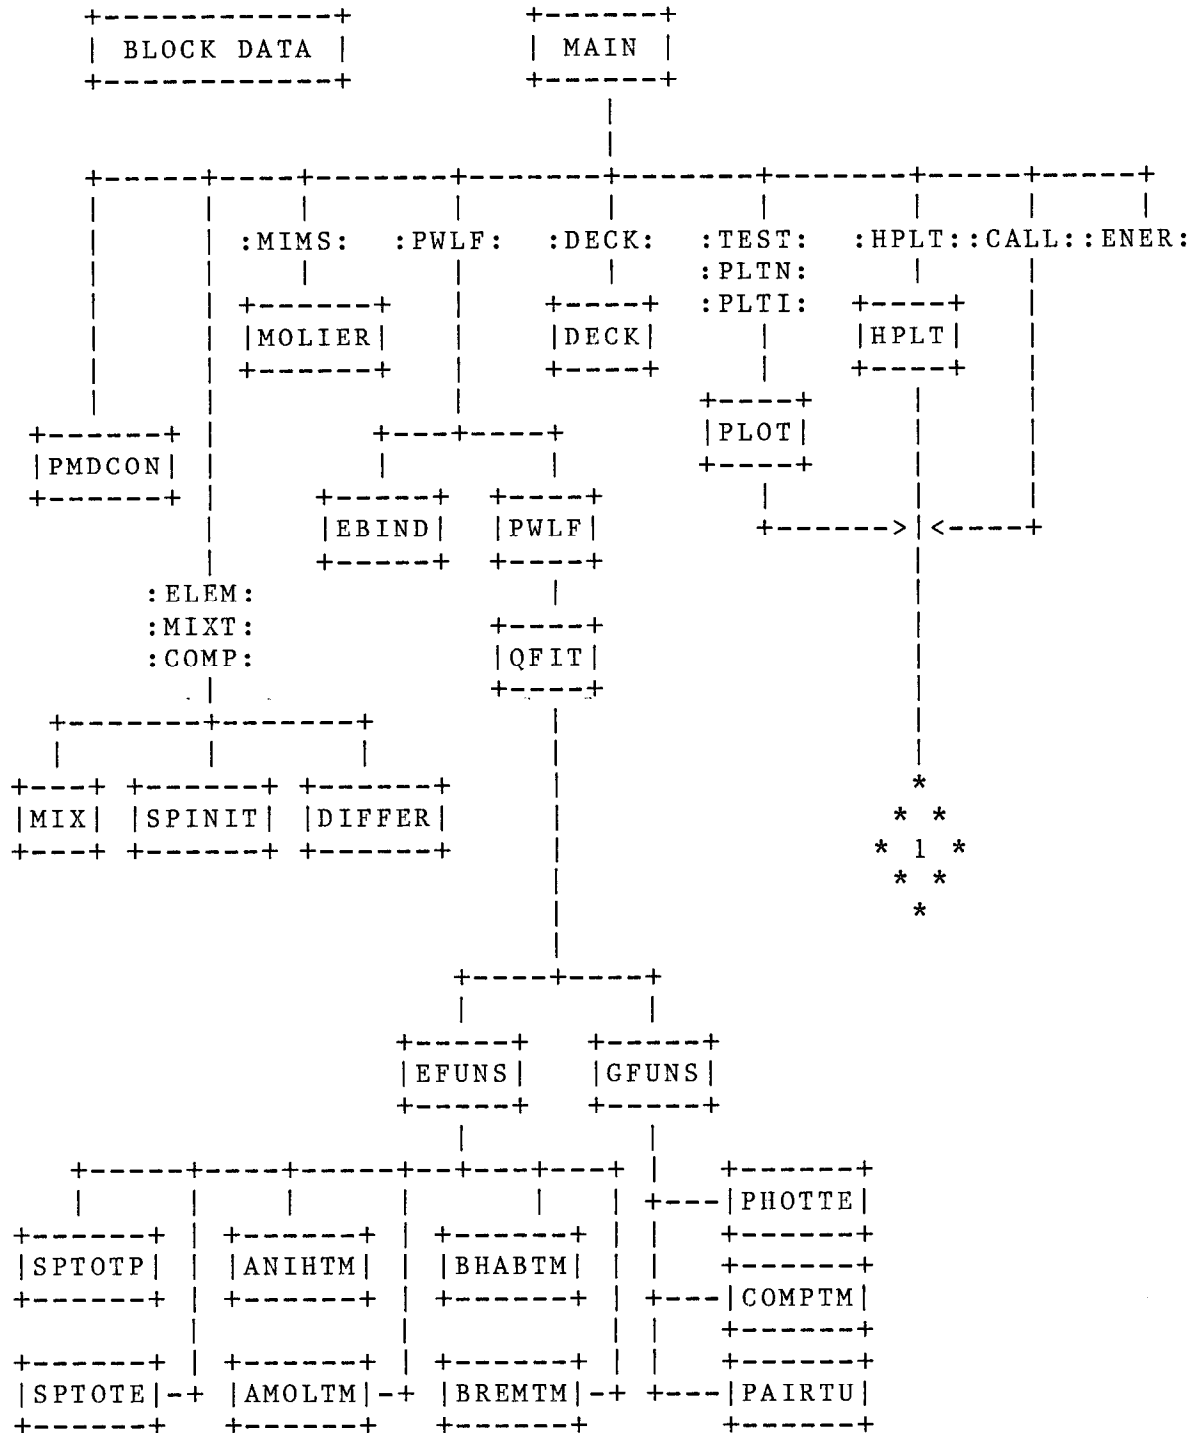 BLOCK DATA MAIN
:MIMS: :PWLF: :DECK: :TEST: :HPLT: :CALL: :ENER:
:PLTN:
:PLTI:
MOLIER DECK HPLT
PLOT
PMDCON
EBIND PWLF
:ELEM:
:MIXT:
:COMP:
QFIT
MIX SPINIT DIFFER
1
EFUNS GFUNS
PHOTTE
SPTOTP ANIHTM BHABTM
COMPTM
SPTOTE AMOLTM BREMTM PAIRTU